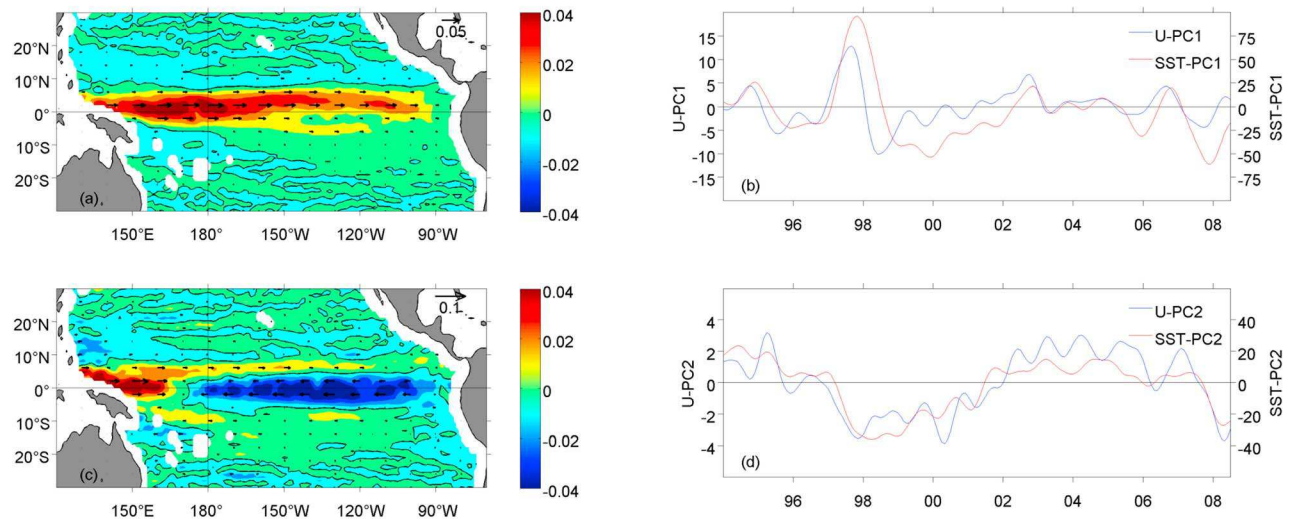 0.05
20°N
10°N
0°
10°S
20°S
(a),
150°E 180° 150°W 120°W 90°W
0.04
0.02
0
-0.02
-0.04
U-PC1
15
10
5
0
-5
-10
-15
U-PC1
SST-PC1
(b)
96 98 00 02 04 06 08
75
50
25
0
-25
-50
-75
SST-PC1
0.1
20°N
10°N
0°
10°S
20°S
(c),
150°E 180° 150°W 120°W 90°W
0.04
0.02
0
-0.02
-0.04
U-PC2
4
2
0
-2
-4
U-PC2
SST-PC2
(d)
96 98 00 02 04 06 08
40
20
0
-20
-40
SST-PC2